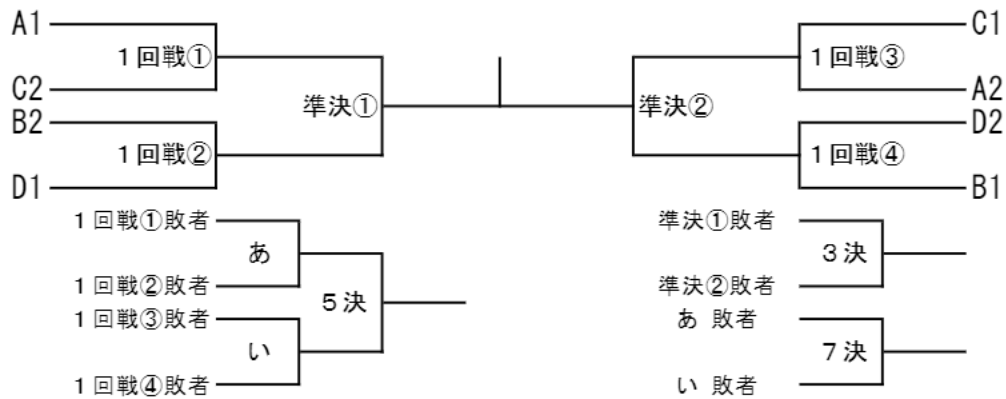 A1
C1
1回戦①
1回戦③
C2
A2
準決①
準決②
B2
D2
1回戦②
1回戦④
D1
B1
1回戦①敗者
準決①敗者
あ
3決
1回戦②敗者
準決②敗者
5決
1回戦③敗者
あ 敗者
い
7決
1回戦④敗者
い 敗者